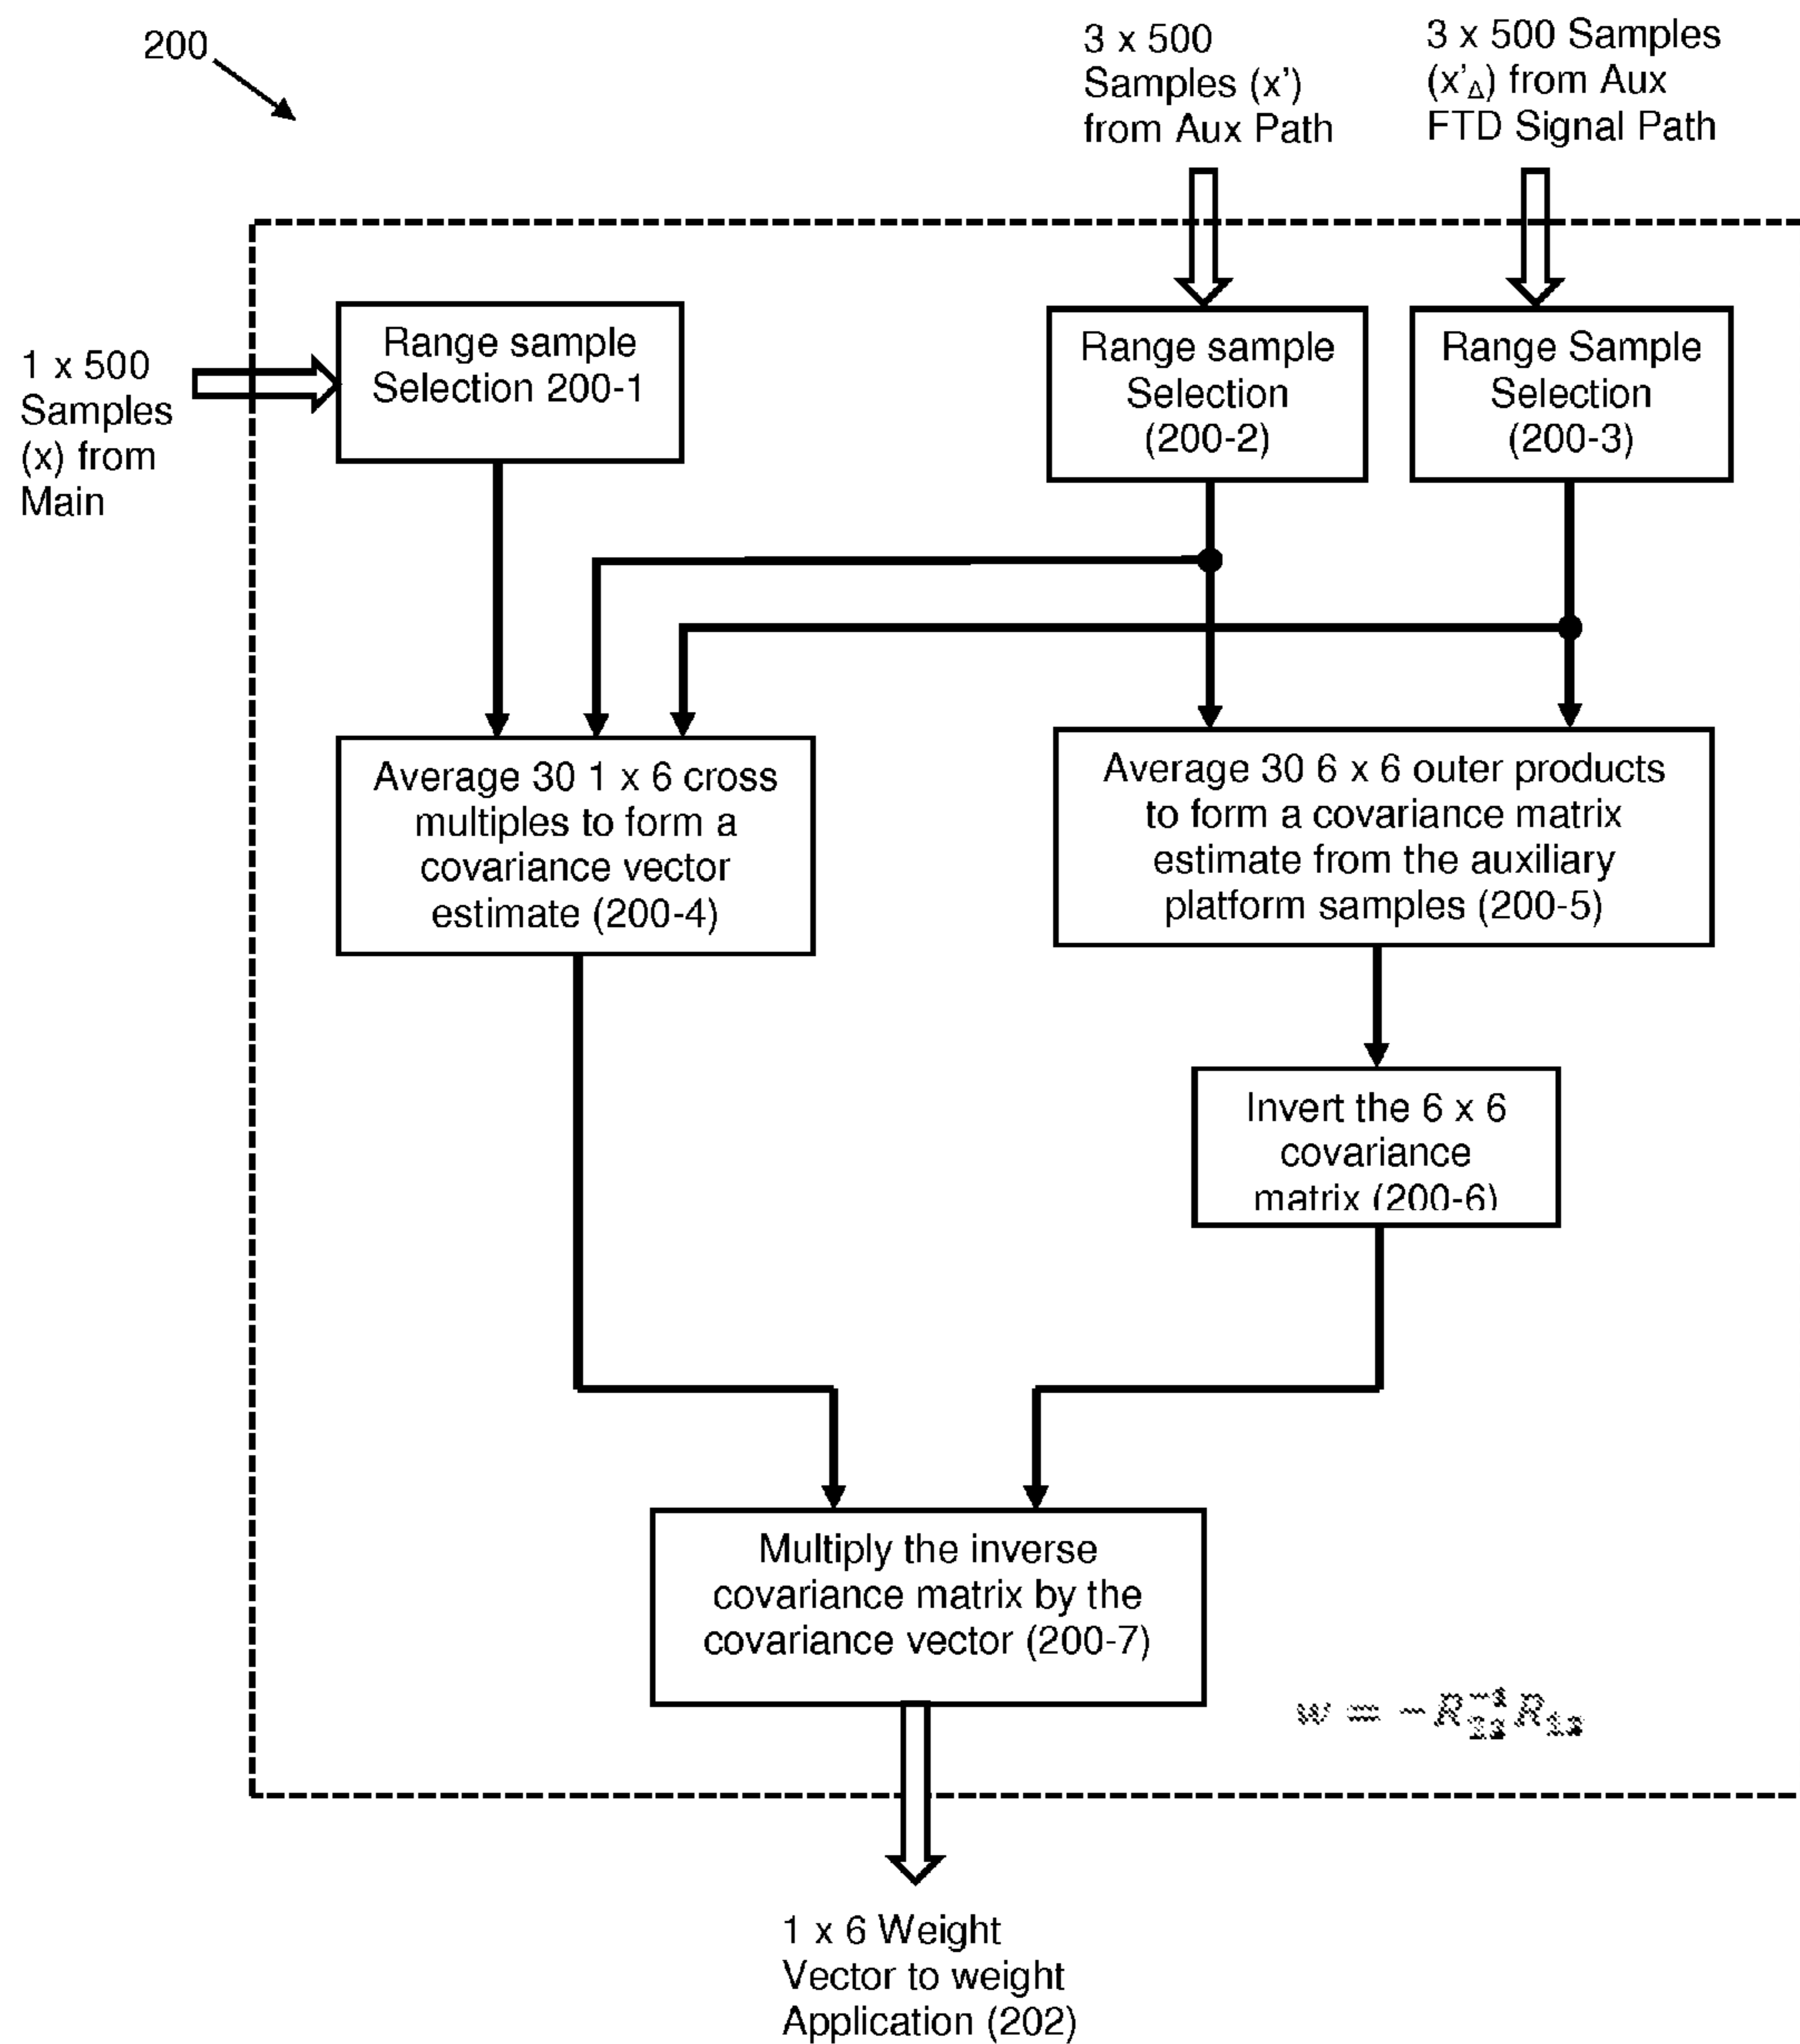 200
3 x 500
Samples (x')
from Aux Path
3 x 500 Samples
(x'Δ) from Aux
FTD Signal Path
1 x 500
Samples
(x) from
Main
Range sample
Selection 200-1
Range sample
Selection
(200-2)
Range Sample
Selection
(200-3)
Average 30 1 x 6 cross
multiples to form a
covariance vector
estimate (200-4)
Average 30 6 x 6 outer products
to form a covariance matrix
estimate from the auxiliary
platform samples (200-5)
Invert the 6 x 6
covariance
matrix (200-6)
Multiply the inverse
covariance matrix by the
covariance vector (200-7)
1 x 6 Weight
Vector to weight
Application (202)